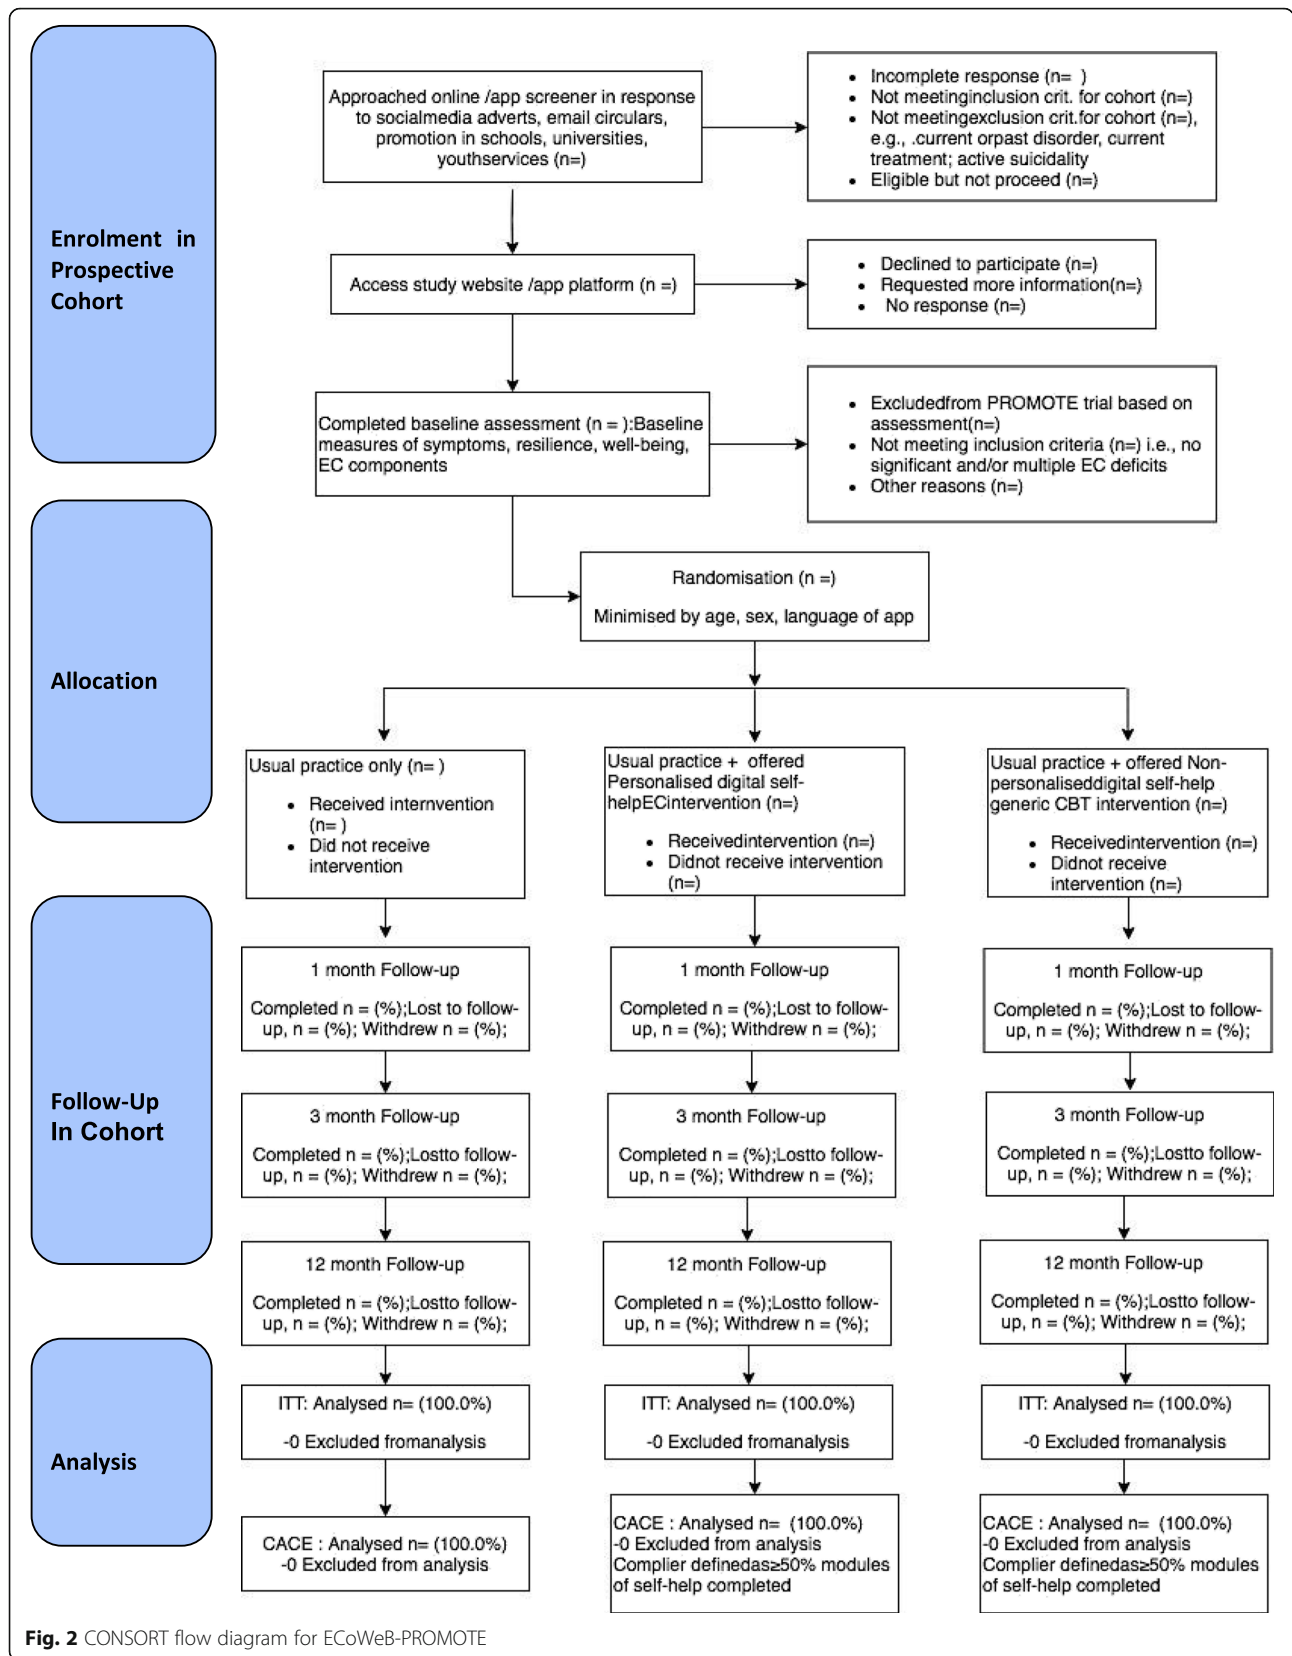 Enrolment in
Prospective
Cohort
Approached online /app screener in response
to socialmedia adverts, email circulars,
promotion in schools, universities,
youthservices (n=)
• Incomplete response (n= )
• Not meetinginclusion crit. for cohort (n=)
• Not meetingexclusion crit.for cohort (n=),
e.g., .current orpast disorder, current
treatment; active suicidality
• Eligible but not proceed (n=)
Access study website /app platform (n =)
• Declined to participate (n=)
• Requested more information(n=)
• No response (n=)
Completed baseline assessment (n = ):Baseline
measures of symptoms, resilience, well-being,
EC components
• Excludedfrom PROMOTE trial based on
assessment(n=)
• Not meeting inclusion criteria (n=) i.e., no
significant and/or multiple EC deficits
• Other reasons (n=)
Allocation
Randomisation (n =)
Minimised by age, sex, language of app
Usual practice only (n= )
• Received internvention
(n= )
• Did not receive
intervention
Usual practice + offered
Personalised digital self-
helpECintervention (n=)
• Receivedintervention (n=)
• Didnot receive intervention
(n=)
Usual practice + offered Non-
personaliseddigital self-help
generic CBT intervention (n=)
• Receivedintervention (n=)
• Didnot receive
intervention (n=)
Follow-Up
In Cohort
1 month Follow-up
Completed n = (%);Lost to follow-
up, n = (%); Withdrew n = (%);
1 month Follow-up
Completed n = (%);Lost to follow-
up, n = (%); Withdrew n = (%);
1 month Follow-up
Completed n = (%);Lost to follow-
up, n = (%); Withdrew n = (%);
3 month Follow-up
Completed n = (%);Lostto follow-
up, n = (%); Withdrew n = (%);
3 month Follow-up
Completed n = (%);Lostto follow-
up, n = (%); Withdrew n = (%);
3 month Follow-up
Completed n = (%);Lostto follow-
up, n = (%); Withdrew n = (%);
12 month Follow-up
Completed n = (%);Lostto follow-
up, n = (%); Withdrew n = (%);
12 month Follow-up
Completed n = (%);Lostto follow-
up, n = (%); Withdrew n = (%);
12 month Follow-up
Completed n = (%);Lostto follow-
up, n = (%); Withdrew n = (%);
Analysis
ITT: Analysed n= (100.0%)
-0 Excluded fromanalysis
ITT: Analysed n= (100.0%)
-0 Excluded fromanalysis
ITT: Analysed n= (100.0%)
-0 Excluded fromanalysis
CACE : Analysed n= (100.0%)
-0 Excluded from analysis
CACE : Analysed n= (100.0%)
-0 Excluded from analysis
Complier definedas≥50% modules
of self-help completed
CACE : Analysed n= (100.0%)
-0 Excluded from analysis
Complier definedas≥50% modules
of self-help completed
Fig. 2 CONSORT flow diagram for ECoWeB-PROMOTE